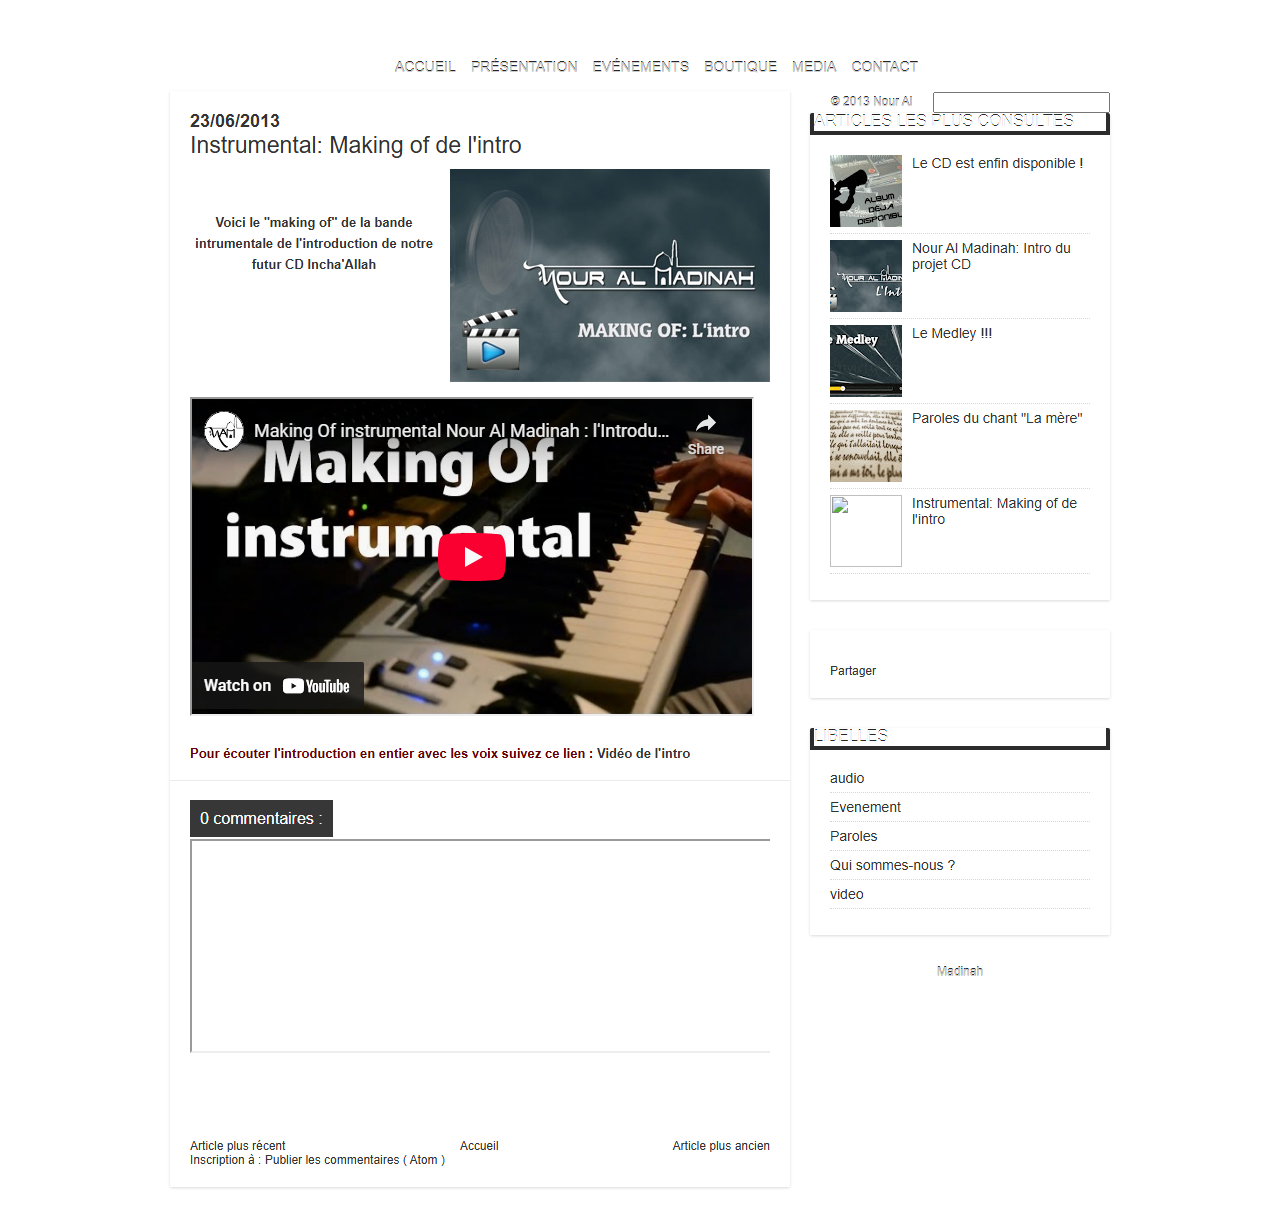 ACCUEIL PRÉSENTATION EVÉNEMENTS BOUTIQUE MEDIA CONTACT
23/06/2013
Instrumental: Making of de l'intro
Voici le "making of" de la bande
intrumentale de l'introduction de notre
futur CD Incha'Allah
NOUR AL MADINAH
MAKING OF: L'intro
Making Of instrumental Nour Al Madinah : l'Introdu...
Share
Making Of
instrumental
Watch on YouTube
Pour écouter l'introduction en entier avec les voix suivez ce lien : Vidéo de l'intro
0 commentaires :
Article plus récent Accueil Article plus ancien
Inscription à : Publier les commentaires ( Atom )
© 2013 Nour Al
ARTICLES LES PLUS CONSULTÉS
Le CD est enfin disponible !
ALBUM
DEJA
DISPONIBLE
Nour Al Madinah: Intro du
projet CD
Le Medley !!!
e Medley
Paroles du chant "La mère"
Instrumental: Making of de
l'intro
Partager
LIBELLÉS
audio
Evenement
Paroles
Qui sommes-nous ?
video
Madinah